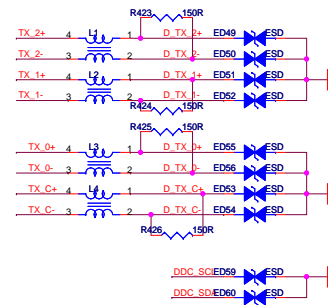 R423 150R
TX_2+ 4 L1 1 D_TX_2+ ED49 ESD
TX_2- 3 2 D_TX_2- ED50 ESD
TX_1+ 4 L2 1 D_TX_1+ ED51 ESD
TX_1- 3 2 D_TX_1- ED52 ESD
R424 150R
R425 150R
TX_0+ 4 L3 1 D_TX_0+ ED55 ESD
TX_0- 3 2 D_TX_0- ED56 ESD
TX_C+ 4 L4 1 D_TX_C+ ED53 ESD
TX_C- 3 2 D_TX_C- ED54 ESD
R426 150R
DDC_SCL ED59 ESD
DDC_SDA ED60 ESD